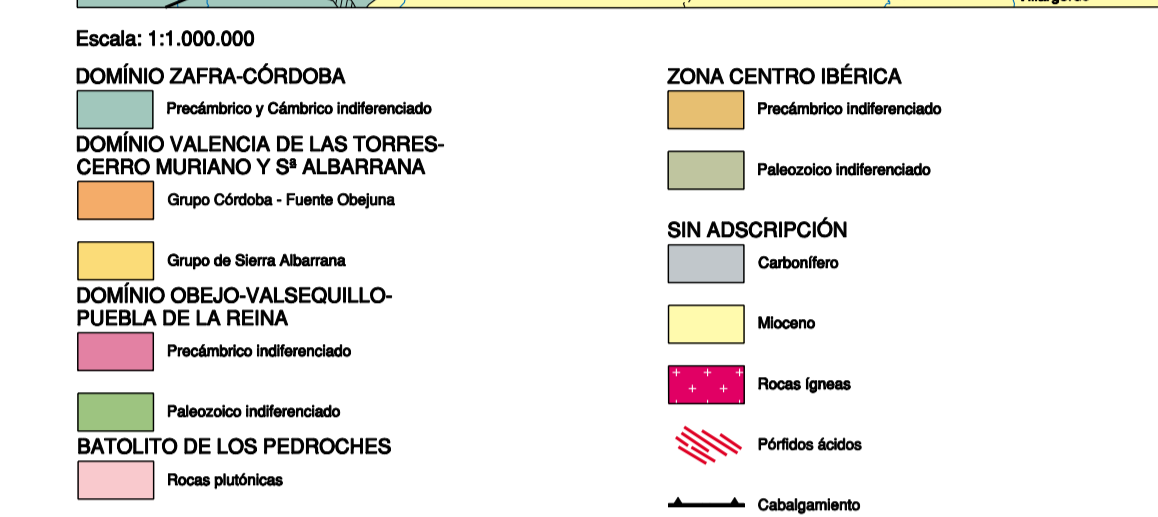 Escala: 1:1.000.000
DOMÍNIO ZAFRA-CÓRDOBA
Precámbrico y Cámbrico indiferenciado
DOMÍNIO VALENCIA DE LAS TORRES-
CERRO MURIANO Y Sª ALBARRANA
Grupo Córdoba - Fuente Obejuna
Grupo de Sierra Albarrana
DOMÍNIO OBEJO-VALSEQUILLO-
PUEBLA DE LA REINA
Precámbrico indiferenciado
Paleozoico indiferenciado
BATOLITO DE LOS PEDROCHES
Rocas plutónicas
ZONA CENTRO IBÉRICA
Precámbrico indiferenciado
Paleozoico indiferenciado
SIN ADSCRIPCIÓN
Carbonífero
Mioceno
Rocas ígneas
Pórfidos ácidos
Cabalgamiento